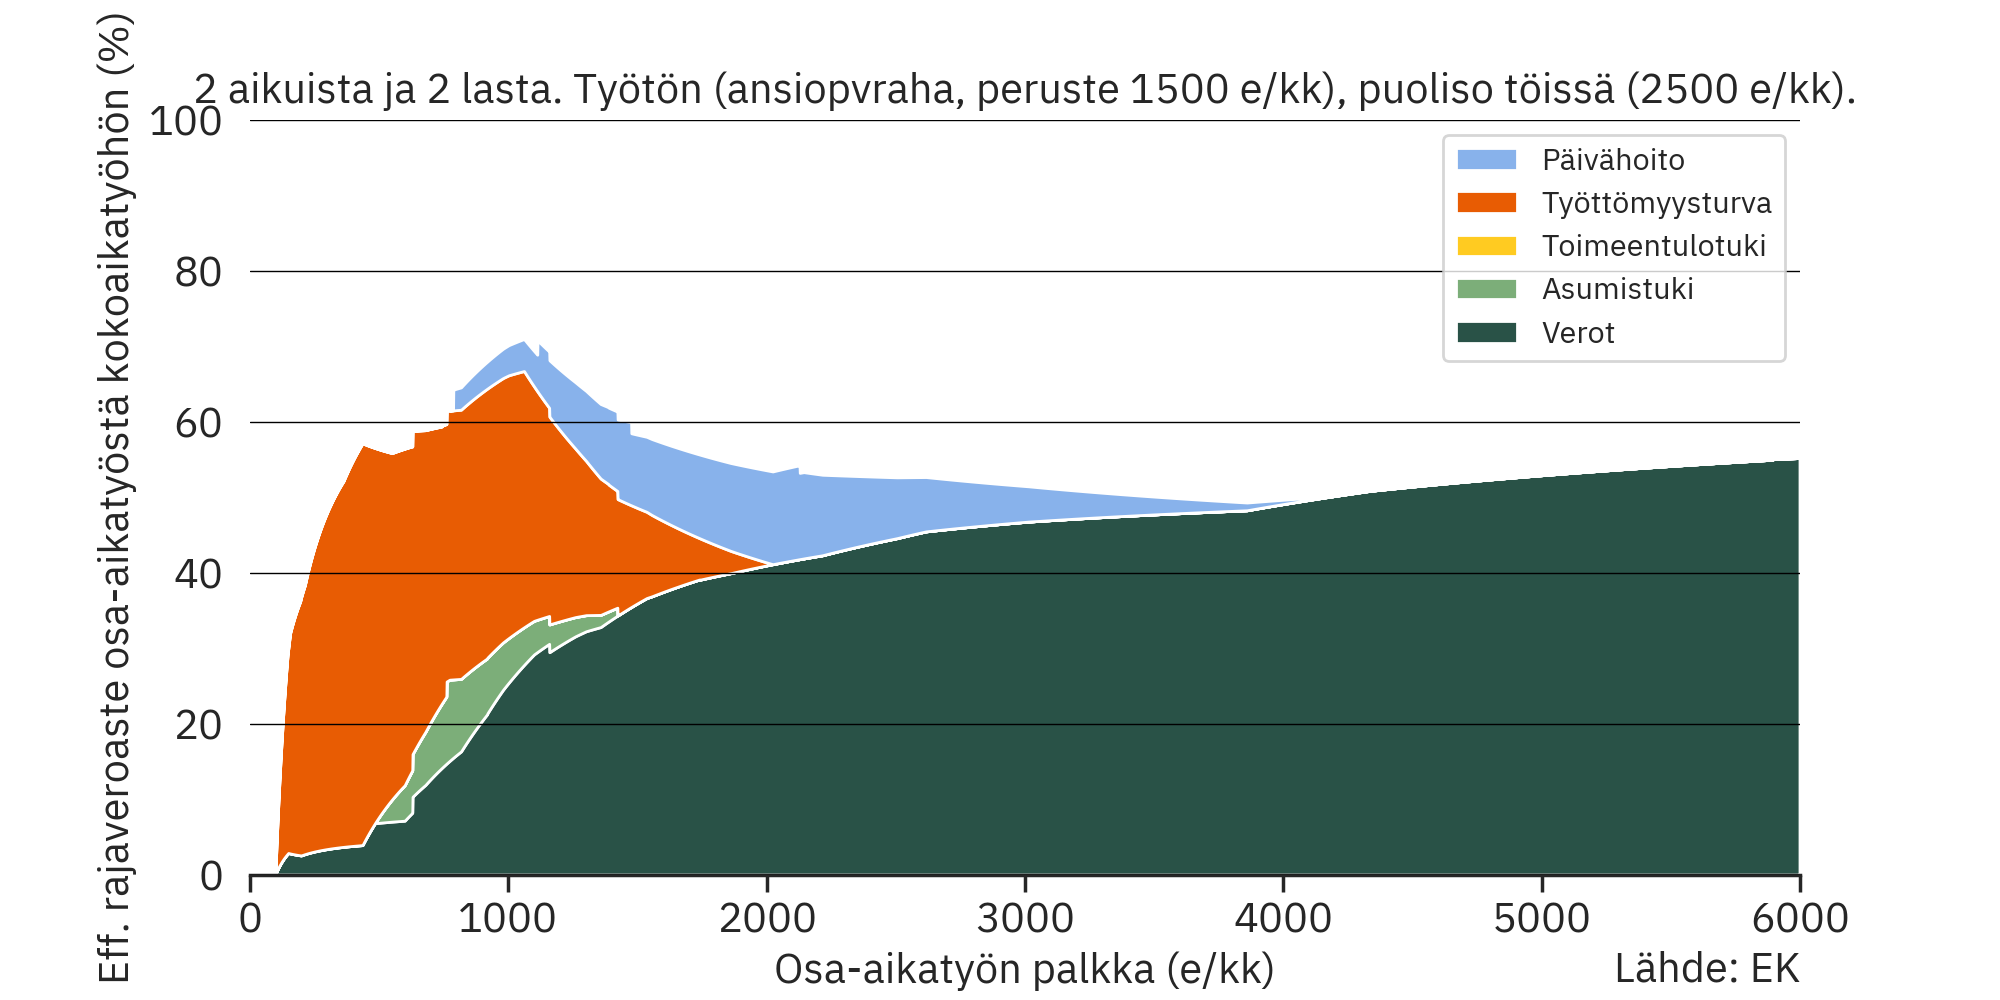 2 aikuista ja 2 lasta. Työtön (ansiopvraha, peruste 1500 e/kk), puoliso töissä (2500 e/kk).
Eff. rajaveroaste osa-aikatyöstä kokoaikatyöhön (%)
100
80
60
40
20
0
Päivähoito
Työttömyysturva
Toimeentulotuki
Asumistuki
Verot
0 1000 2000 3000 4000 5000 6000
Osa-aikatyön palkka (e/kk)
Lähde: EK